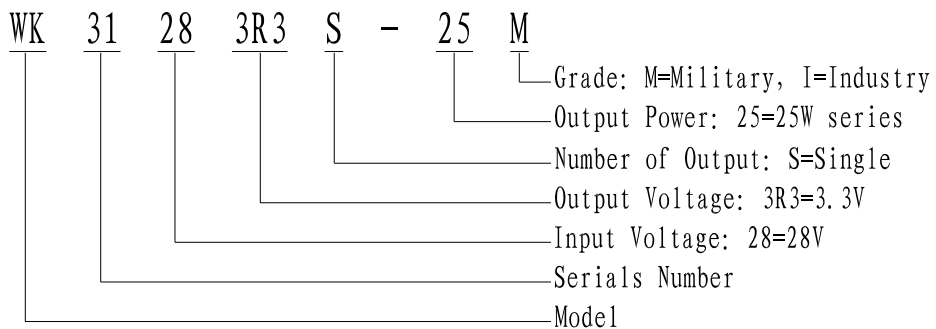 WK 31 28 3R3 S - 25 M
Grade: M=Military, I=Industry
Output Power: 25=25W series
Number of Output: S=Single
Output Voltage: 3R3=3.3V
Input Voltage: 28=28V
Serials Number
Model